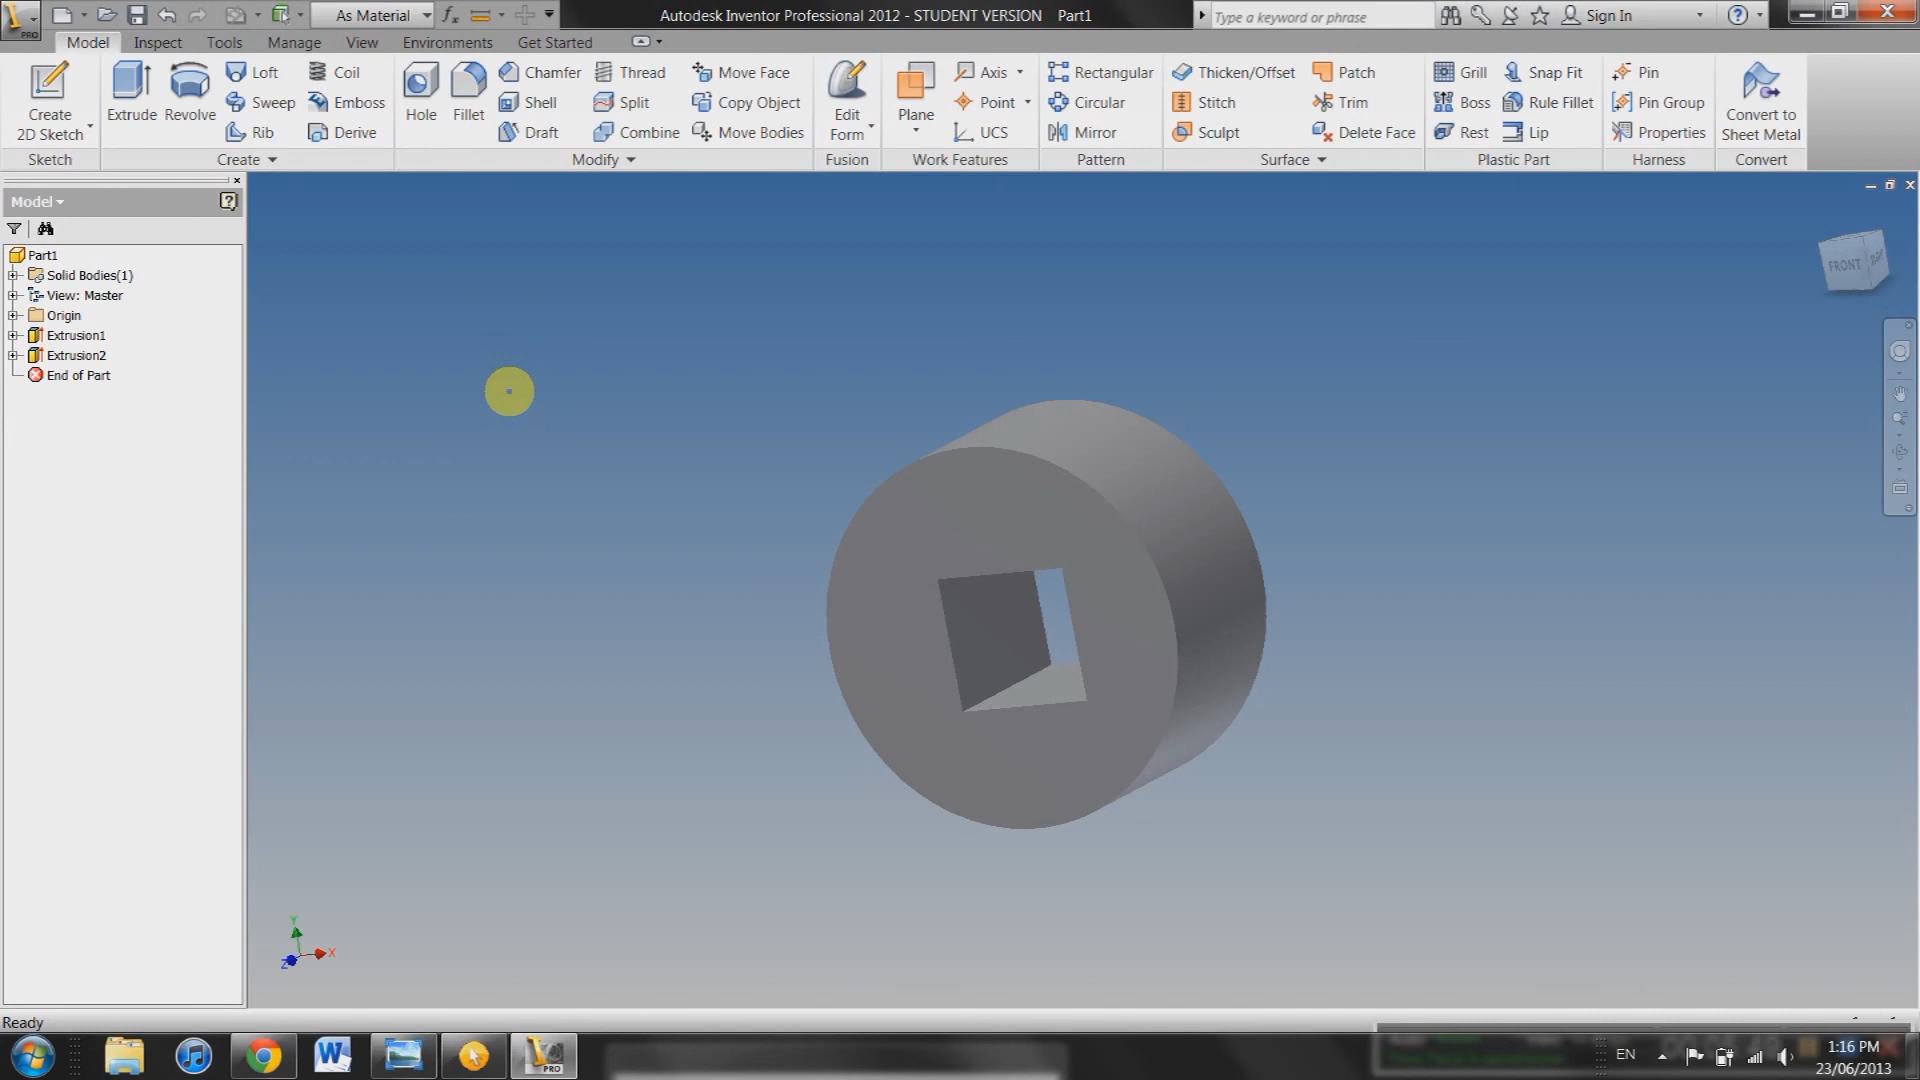 As Material
Autodesk Inventor Professional 2012 - STUDENT VERSION Part1
Type a keyword or phrase
Sign In
PRO
Model Inspect Tools Manage View Environments Get Started
Create 2D Sketch
Sketch
Extrude
Revolve
Loft
Sweep
Rib
Coil
Emboss
Derive
Create
Hole
Fillet
Chamfer
Shell
Draft
Thread
Split
Combine
Move Face
Copy Object
Move Bodies
Modify
Edit Form
Fusion
Plane
Axis
Point
UCS
Work Features
Rectangular
Circular
Mirror
Pattern
Thicken/Offset
Stitch
Sculpt
Patch
Trim
Delete Face
Surface
Grill
Boss
Rest
Snap Fit
Rule Fillet
Lip
Plastic Part
Pin
Pin Group
Properties
Harness
Convert to Sheet Metal
Convert
Model
Part1
Solid Bodies(1)
View: Master
Origin
Extrusion1
Extrusion2
End of Part
FRONT
Y
X
Z
Ready
PRO
EN
1:16 PM
23/06/2013